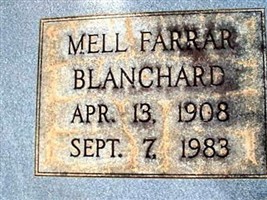 MELL FARRAR
BLANCHARD
APR. 13, 1908
SEPT. 7, 1983